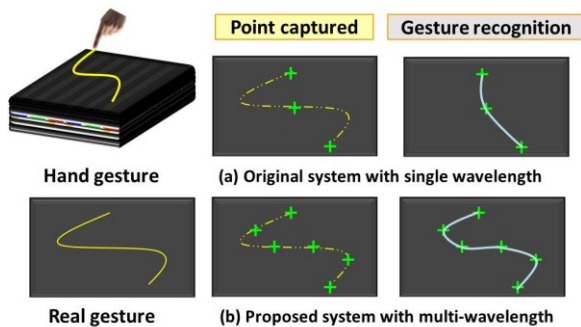 Point captured
Gesture recognition
Hand gesture
(a) Original system with single wavelength
Real gesture
(b) Proposed system with multi-wavelength